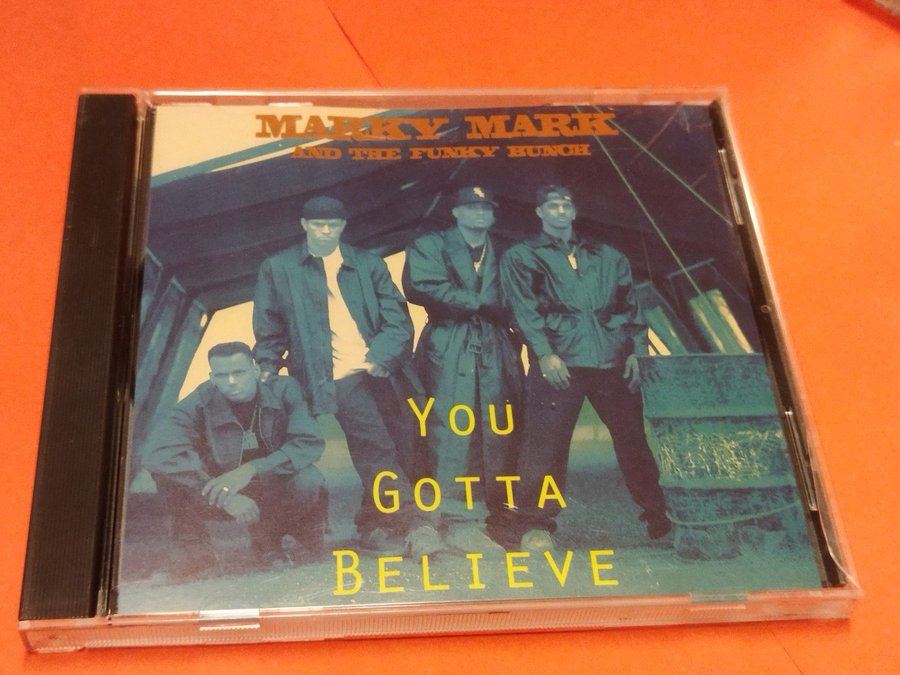 MARKY MARK
AND THE FUNKY BUNCH
YOU
GOTTA
BELIEVE